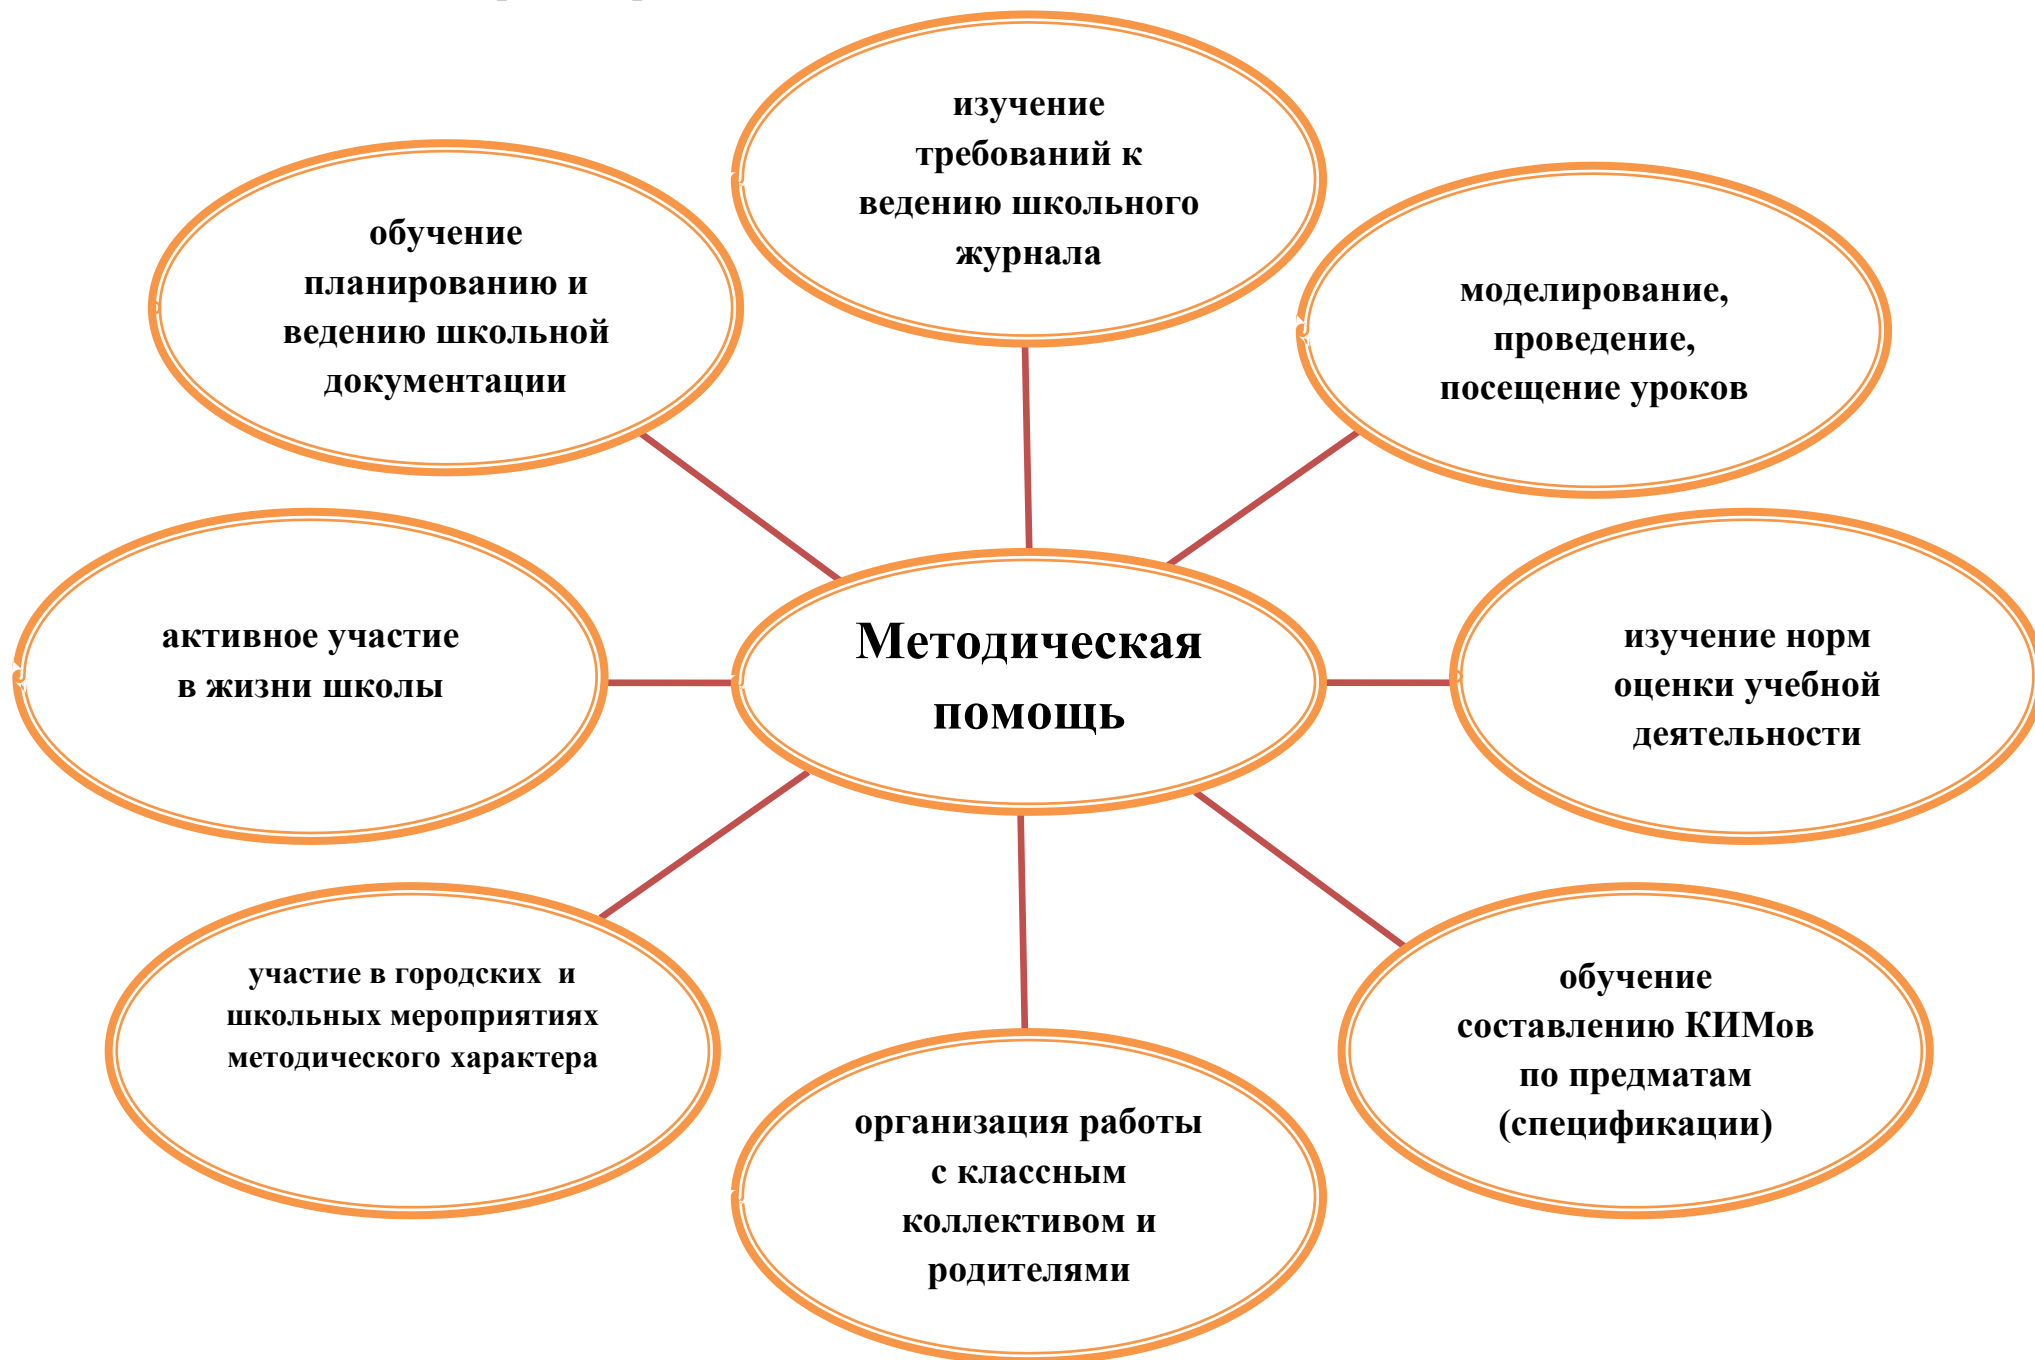 изучение
требований к
ведению школьного
журнала
обучение
планированию и
ведению школьной
документации
моделирование,
проведение,
посещение уроков
активное участие
в жизни школы
Методическая
помощь
изучение норм
оценки учебной
деятельности
участие в городских  и
школьных мероприятиях
методического характера
организация работы
с классным
коллективом и
родителями
обучение
составлению КИМов
по предматам
(спецификации)